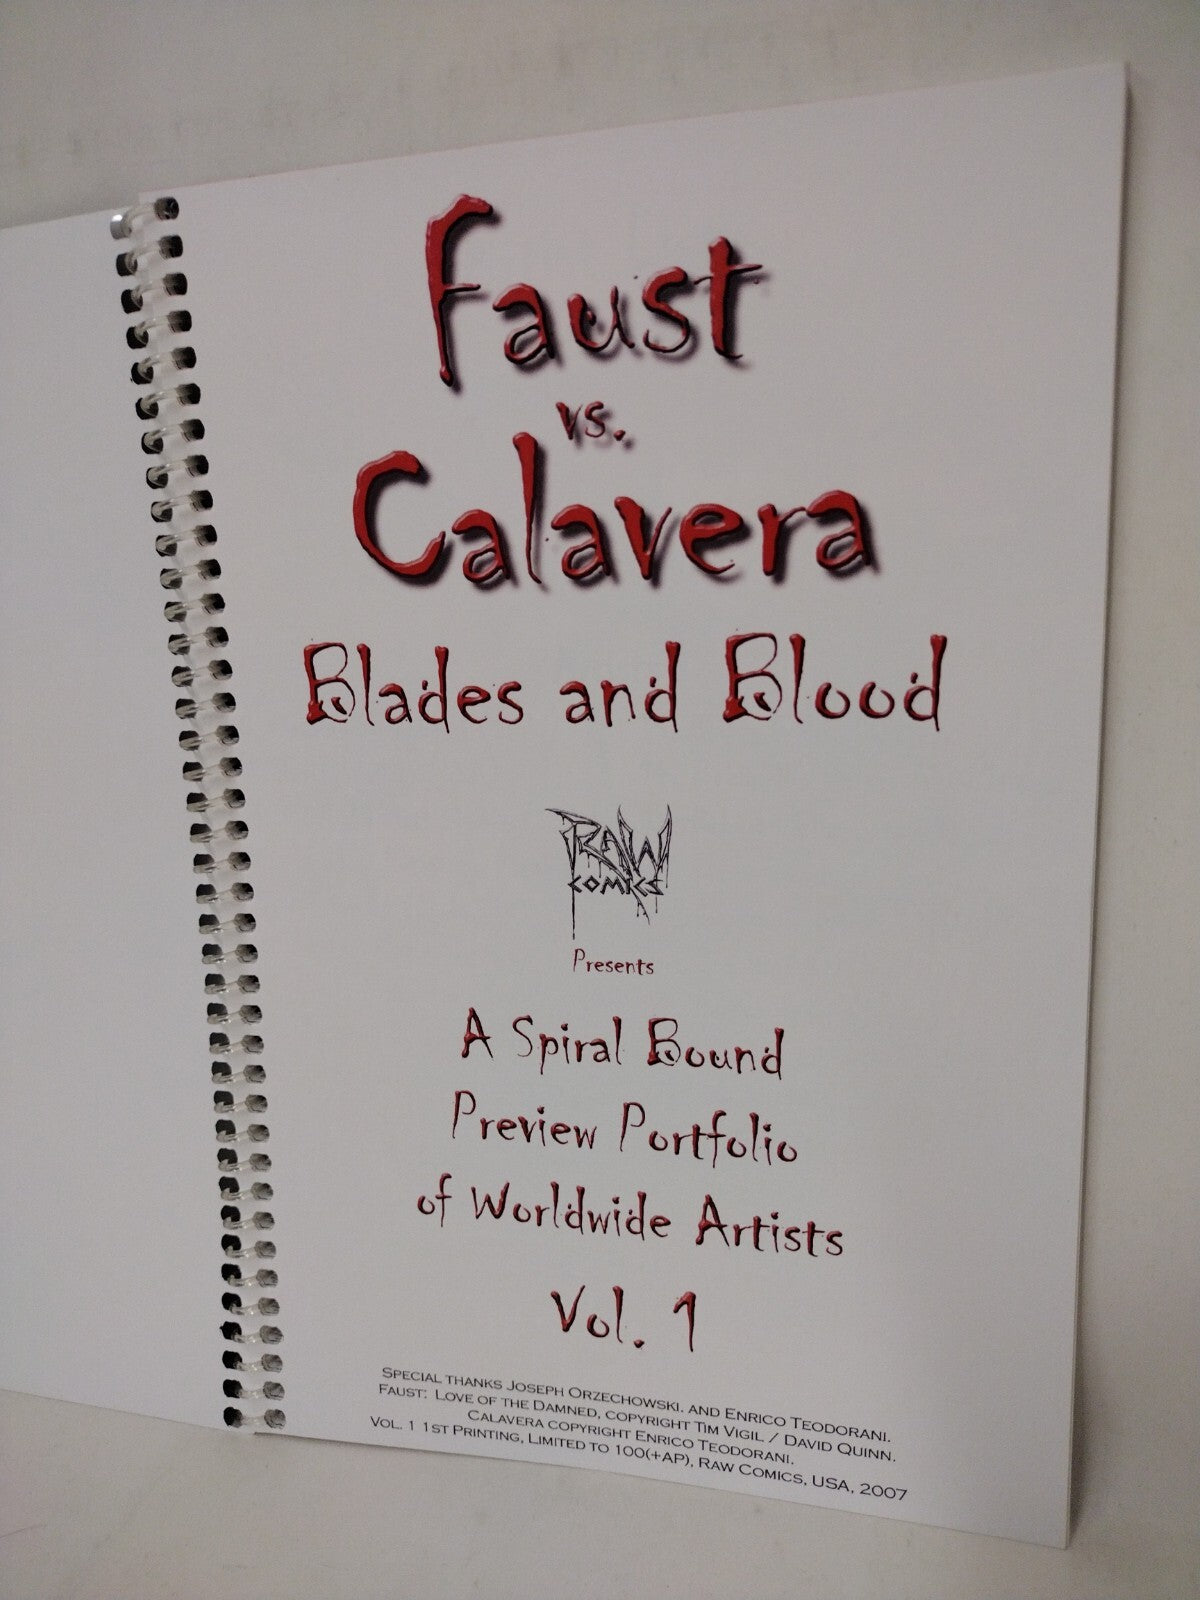 Faust
vs.
Calavera
Blades and Blood
RAW
COMICS
Presents
A Spiral Bound
Preview Portfolio
of Worldwide Artists
Vol. 1
Special thanks Joseph Orzechowski. and Enrico Teodorani.
Faust: Love of the Damned, copyright Tim Vigil / David Quinn.
Calavera copyright Enrico Teodorani.
Vol. 1 1st Printing, Limited to 100(+AP), Raw Comics, USA, 2007